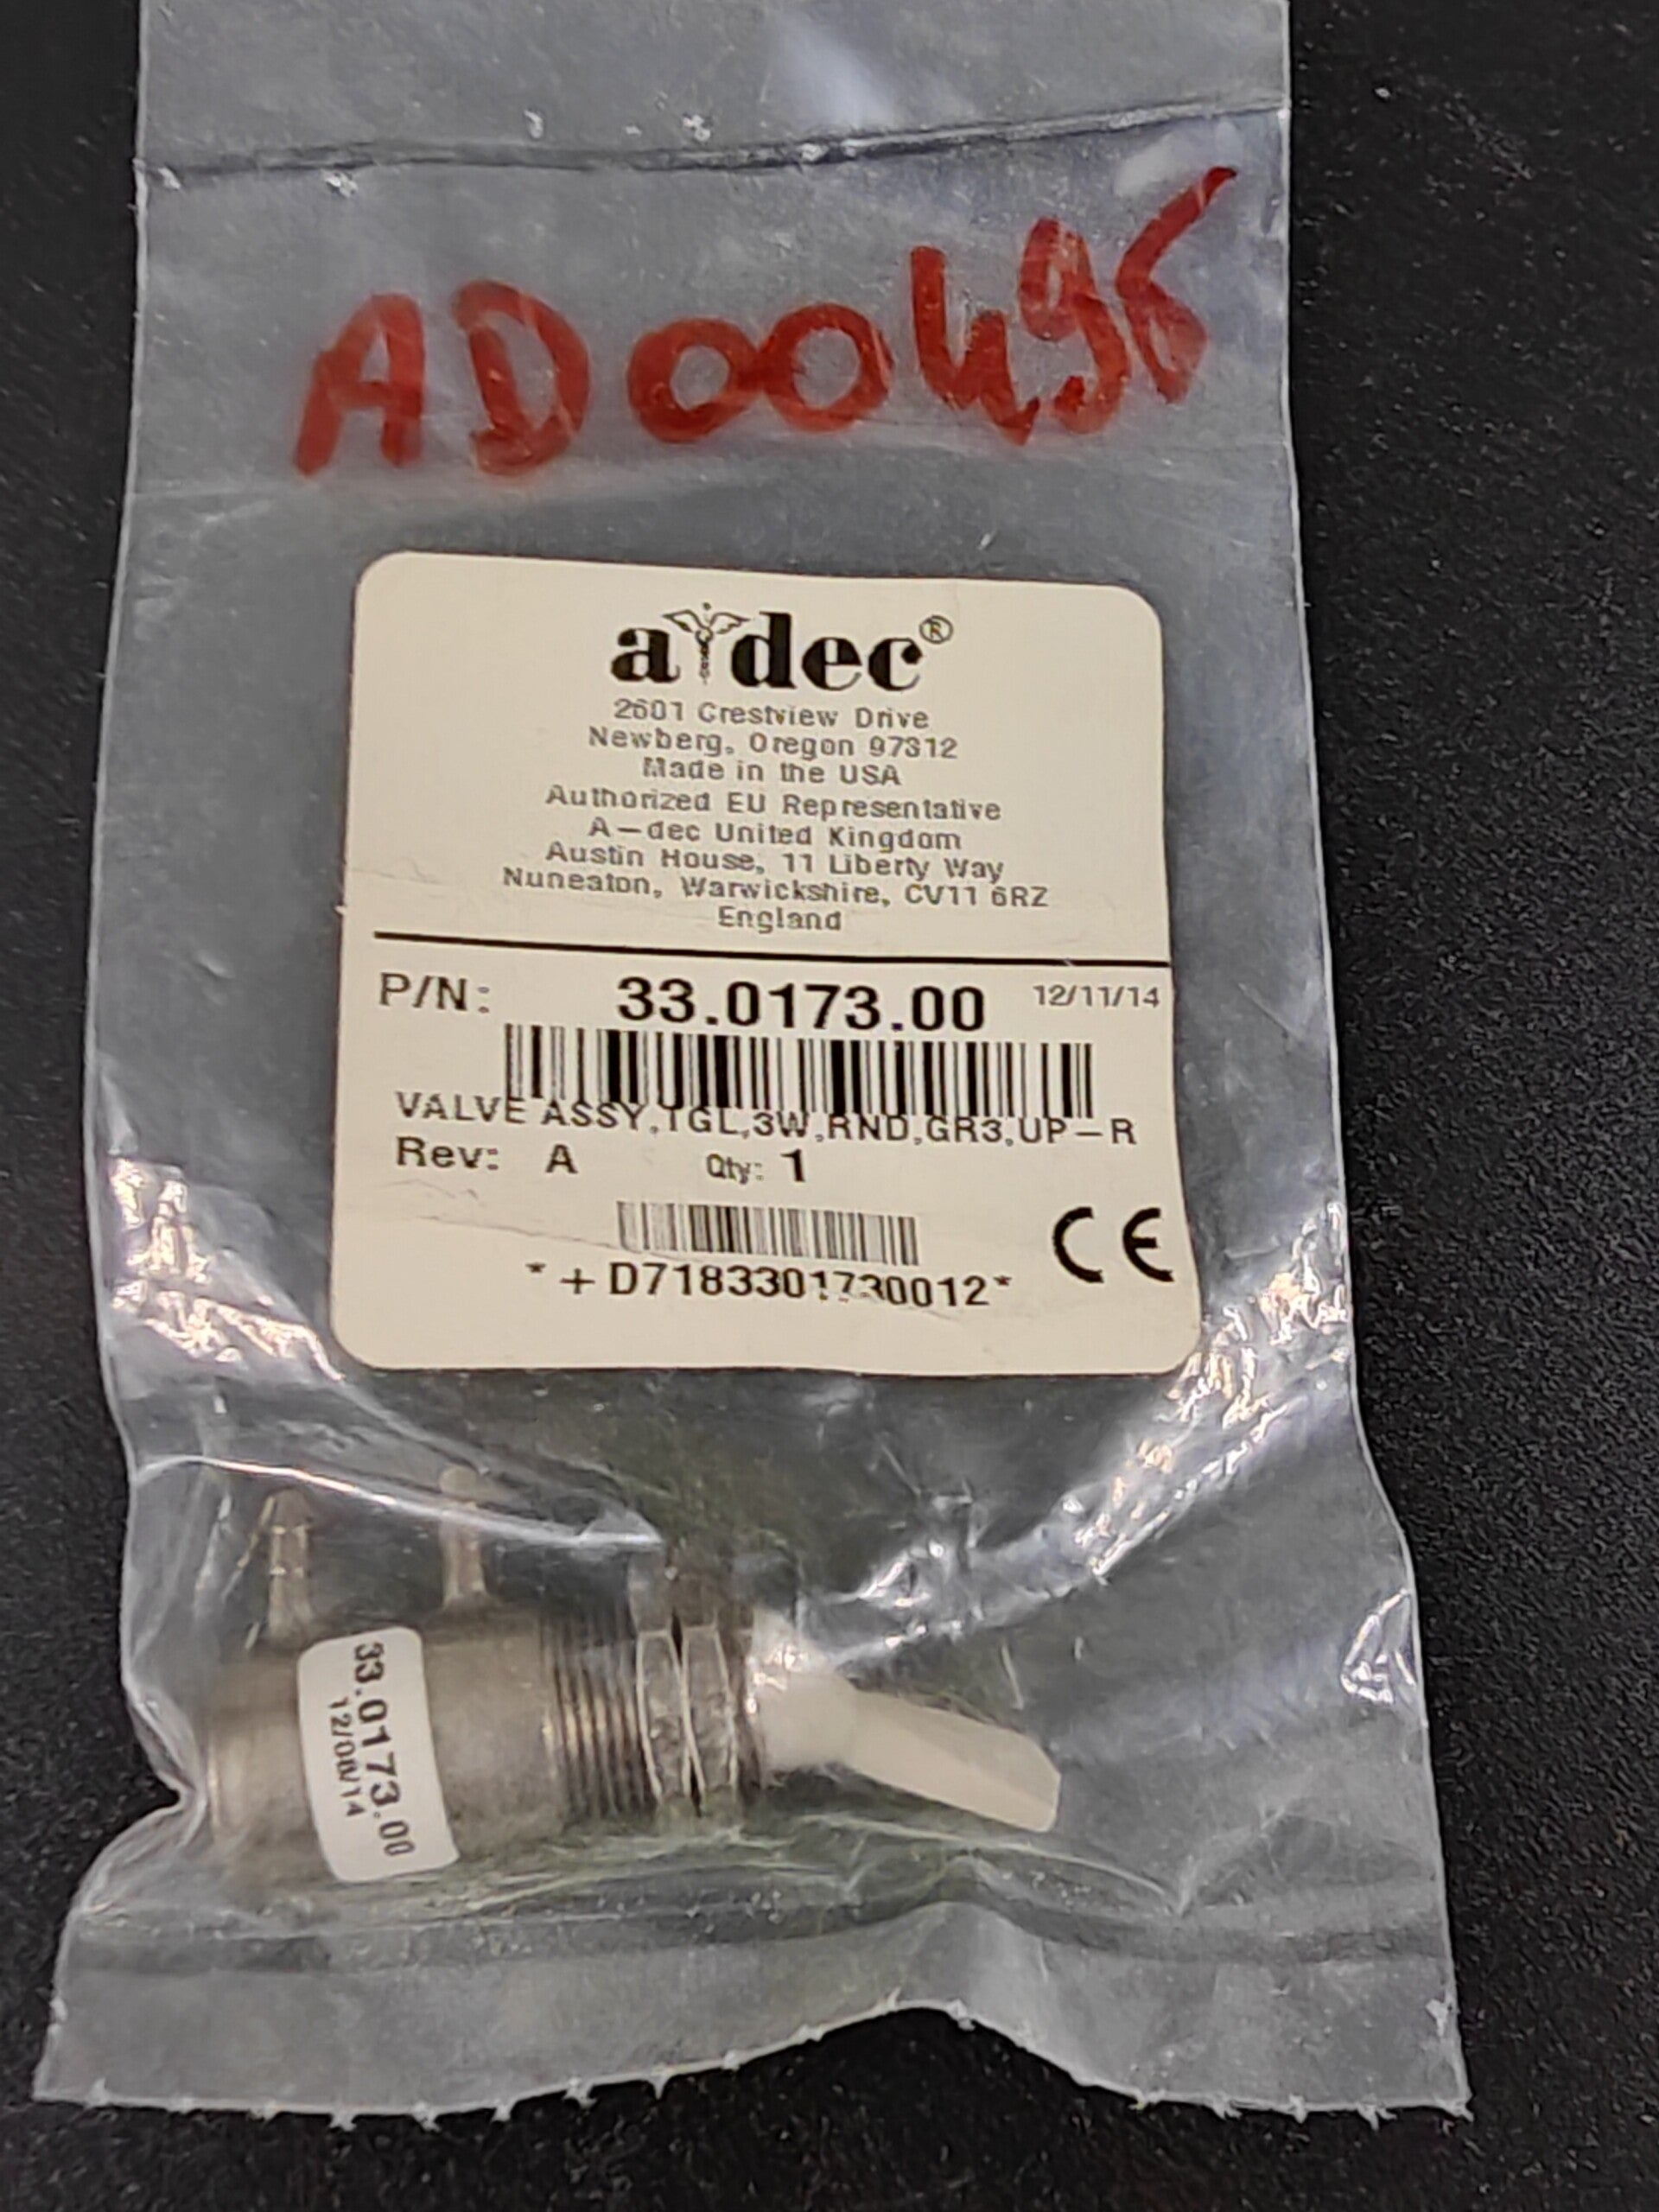 AD00496
a dec®
2601 Crestview Drive
Newberg, Oregon 97312
Made in the USA
Authorized EU Representative
A-dec United Kingdom
Austin House, 11 Liberty Way
Nuneaton, Warwickshire, CV11 6RZ
England
P/N: 33.0173.00 12/11/14
VALVE ASSY,TGL,3W,RND,GR3,UP-R
Rev: A Qty: 1
CE
*+D7183301730012*
33.0173.00
12/08/14